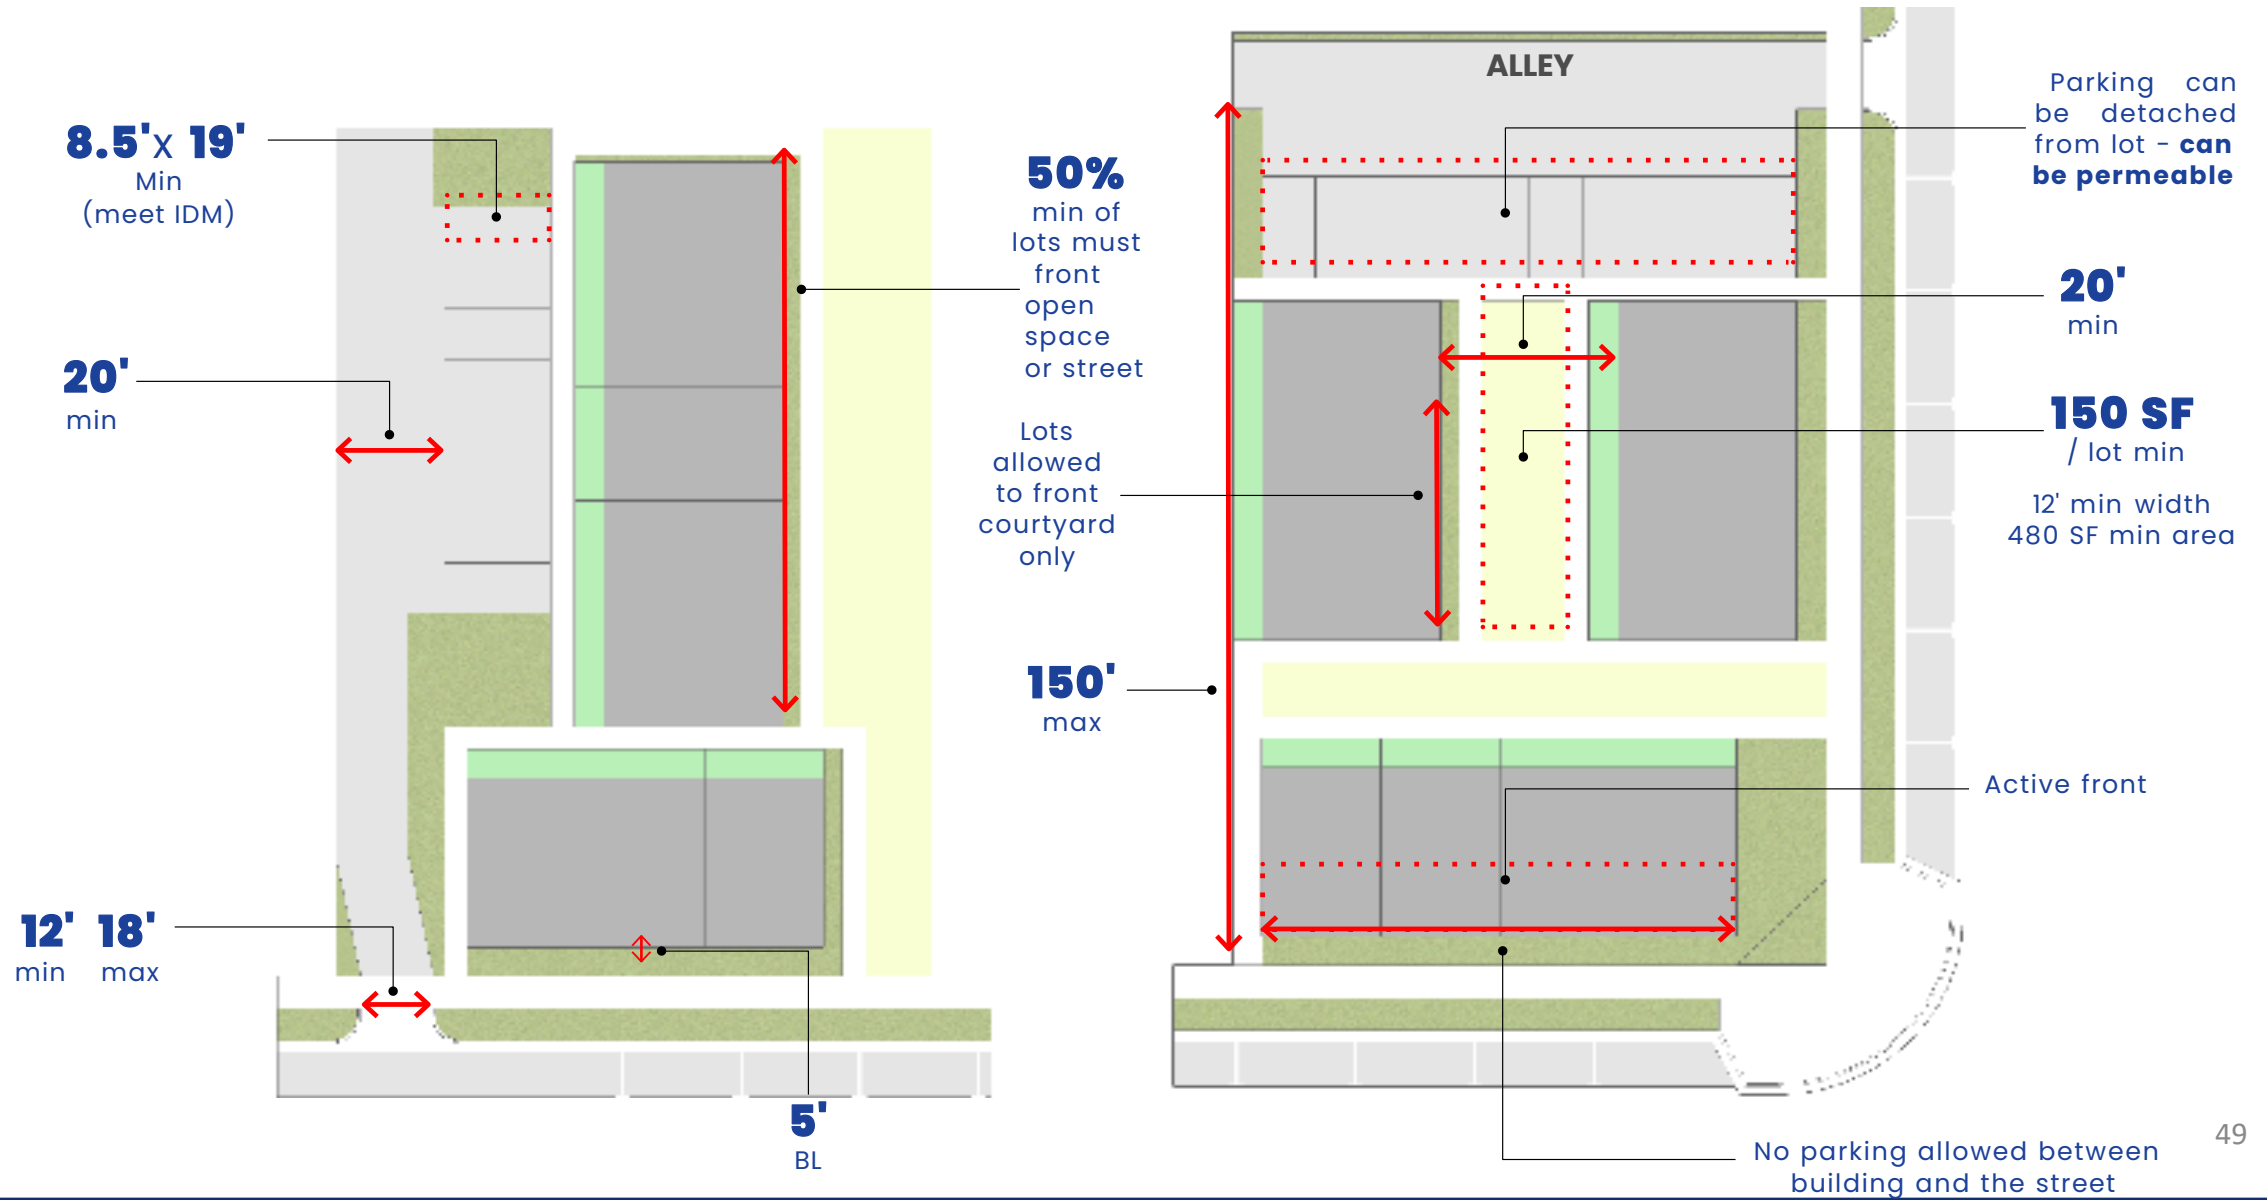 8.5'x 19'
Min
(meet IDM)
20'
min
12' 18'
min max
5'
BL
50%
min of
lots must
front
open
space
or street
Lots
allowed
to front
courtyard
only
150'
max
ALLEY
Parking can
be detached
from lot - can
be permeable
20'
min
150 SF
/ lot min
12' min width
480 SF min area
Active front
No parking allowed between
building and the street
49